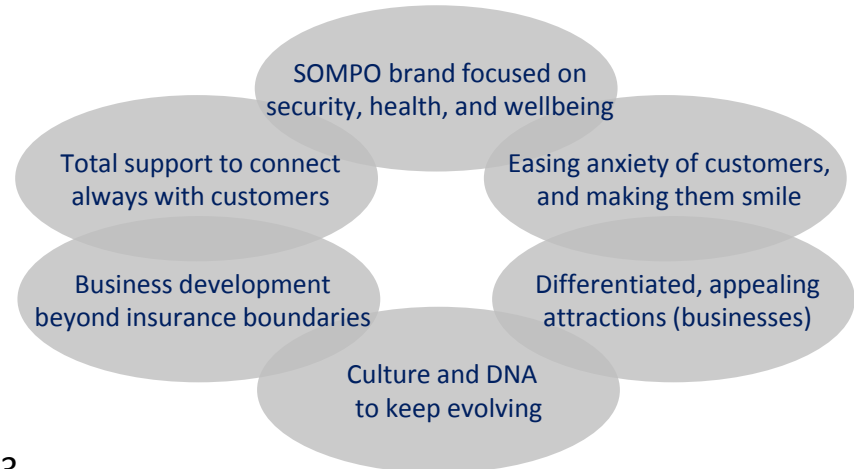 SOMPO brand focused on
security, health, and wellbeing
Total support to connect
always with customers
Easing anxiety of customers,
and making them smile
Business development
beyond insurance boundaries
Differentiated, appealing
attractions (businesses)
Culture and DNA
to keep evolving